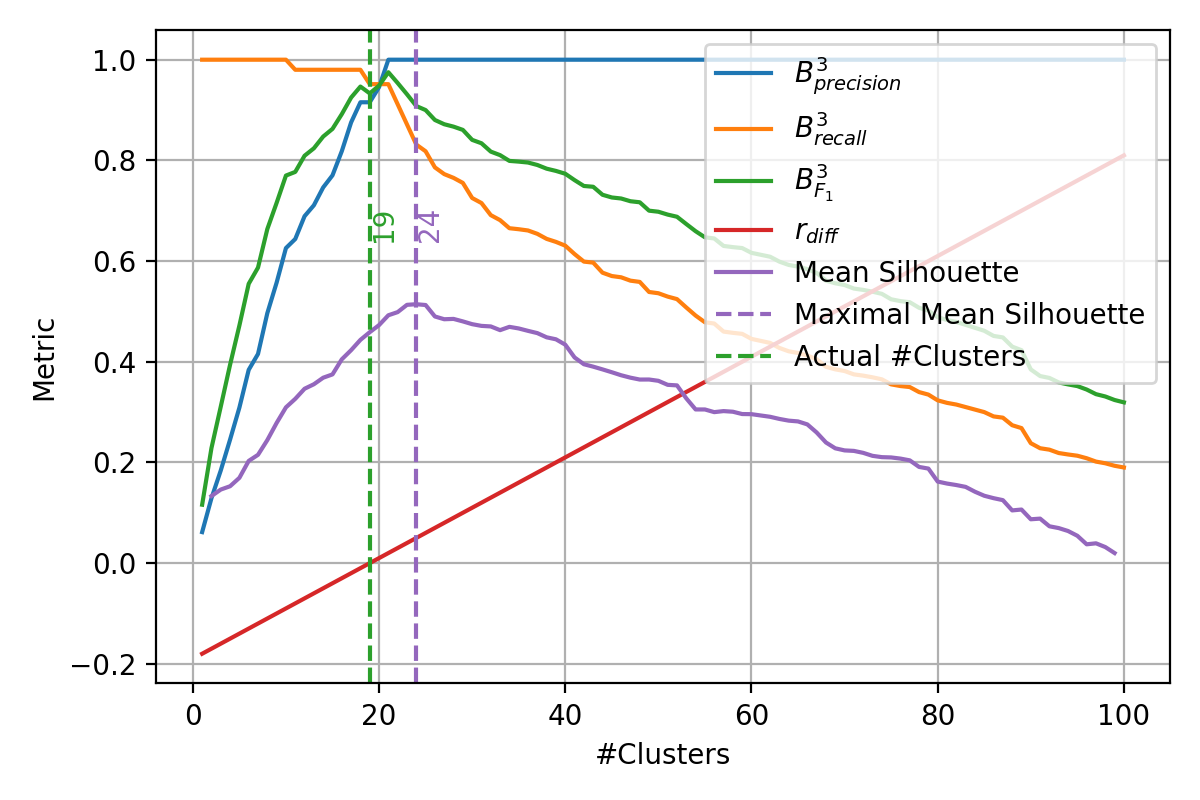 1.0
0.8
0.6
0.4
0.2
0.0
−0.2
Metric
0
20
40
60
80
100
#Clusters
19
24
B³precision
B³recall
B³F₁
rdiff
Mean Silhouette
Maximal Mean Silhouette
Actual #Clusters